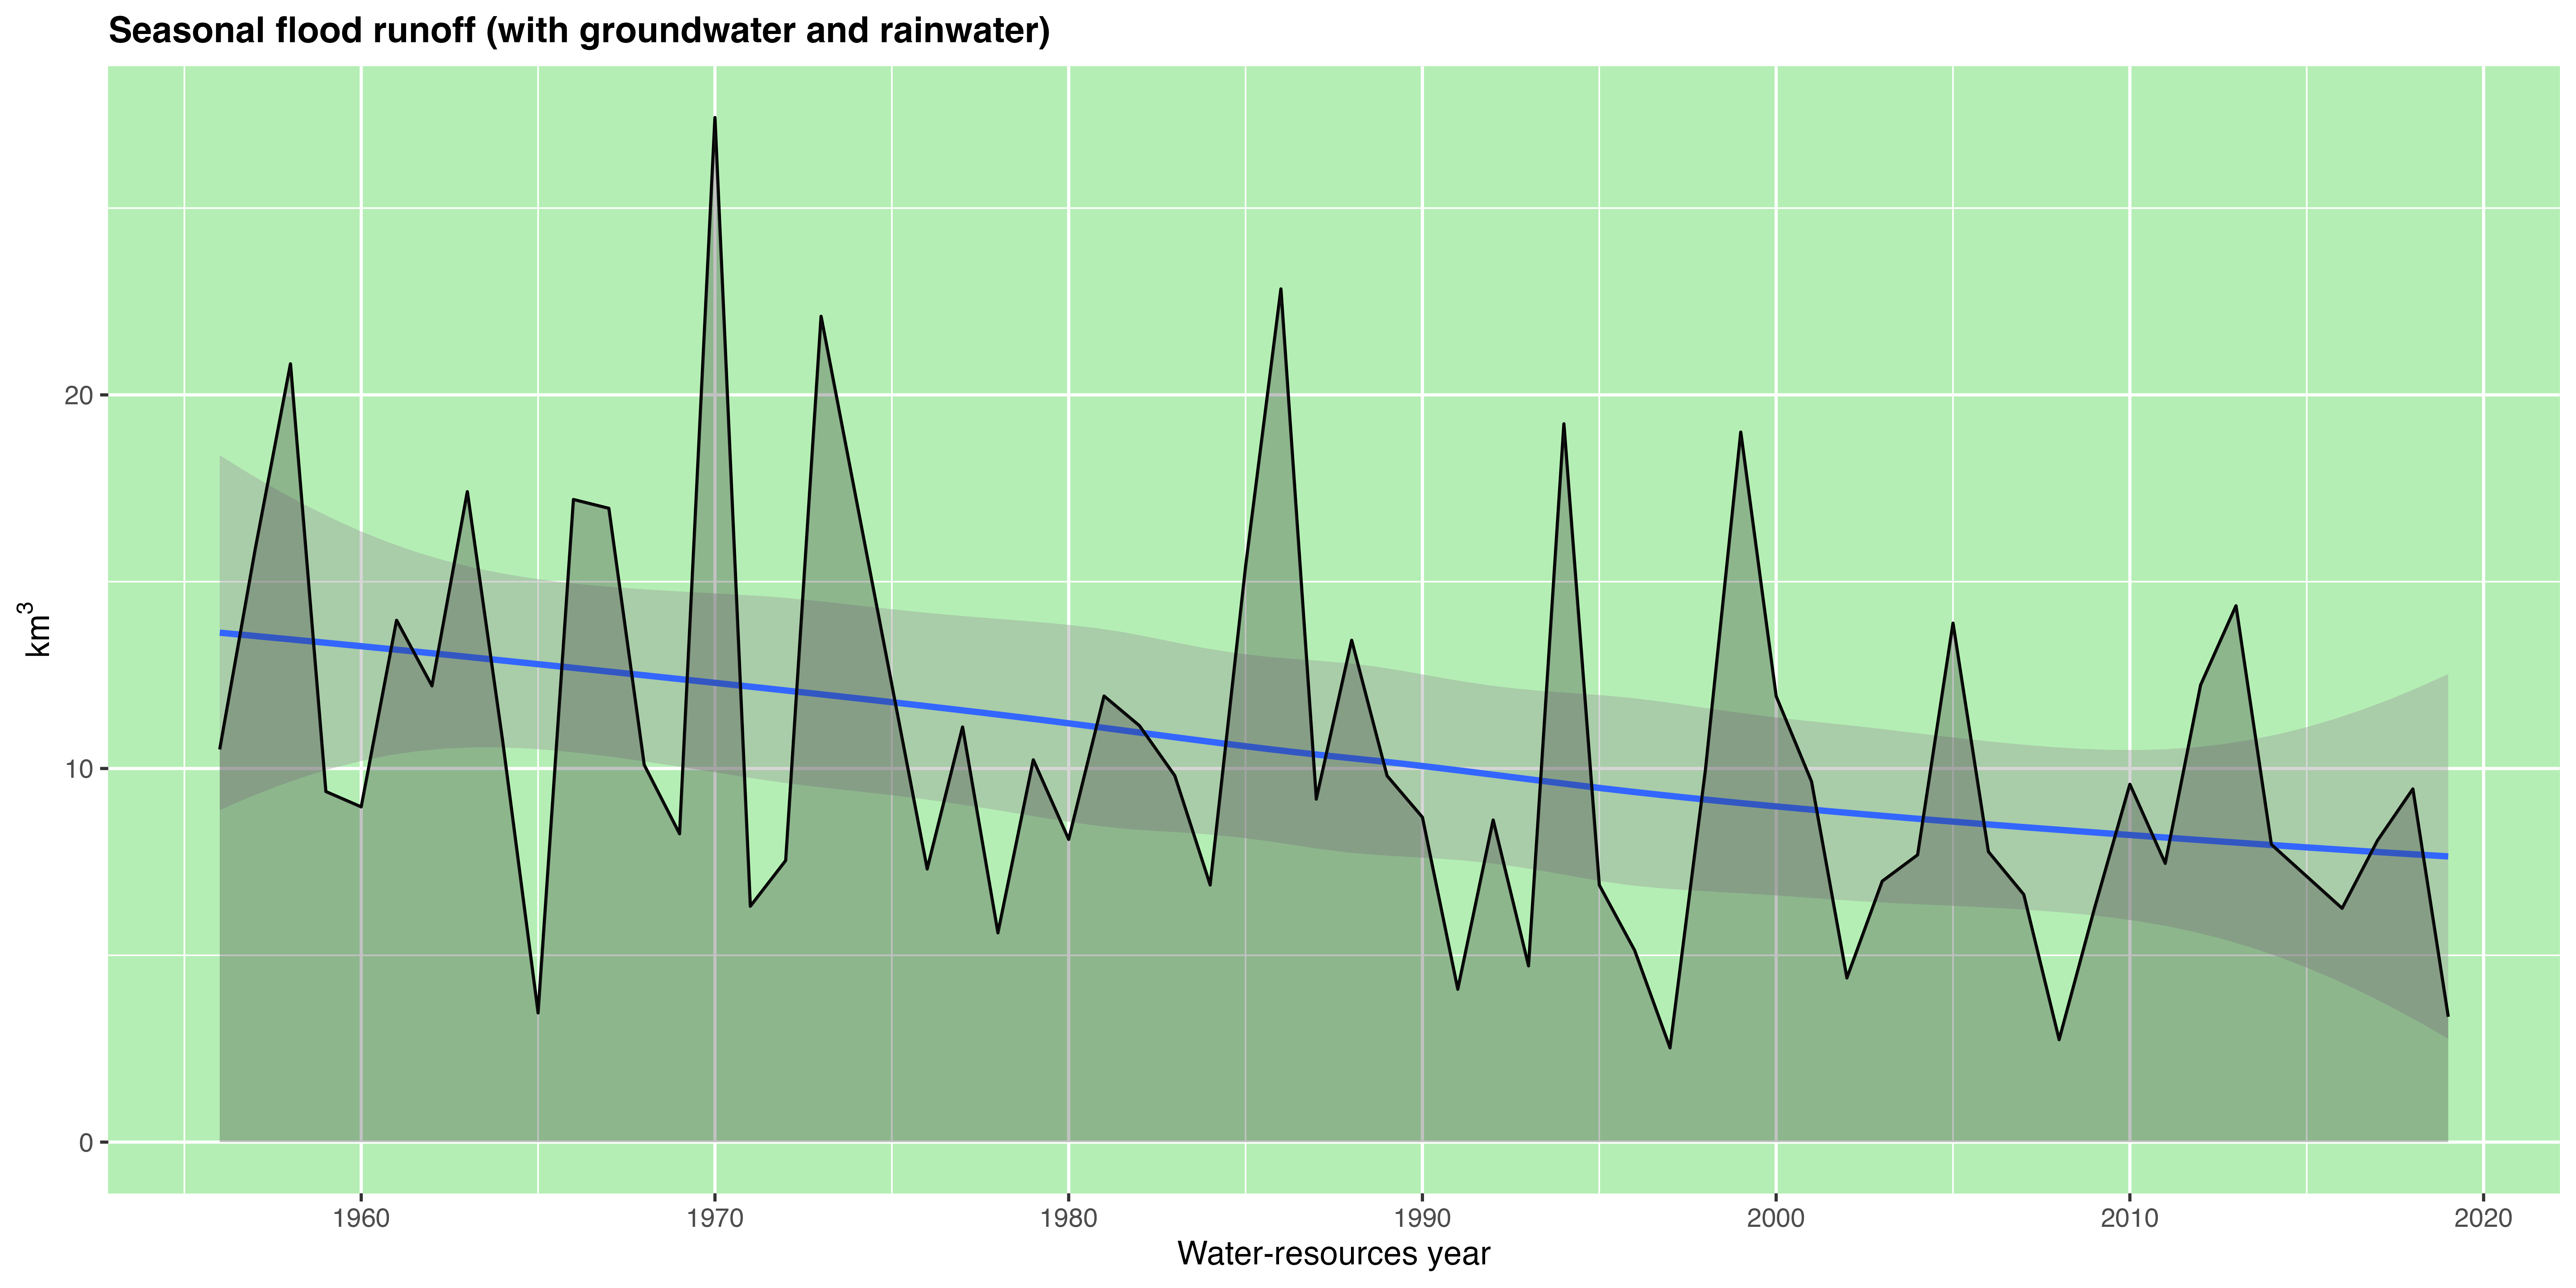 Seasonal flood runoff (with groundwater and rainwater)
km³
20
10
0
1960 1970 1980 1990 2000 2010 2020
Water-resources year